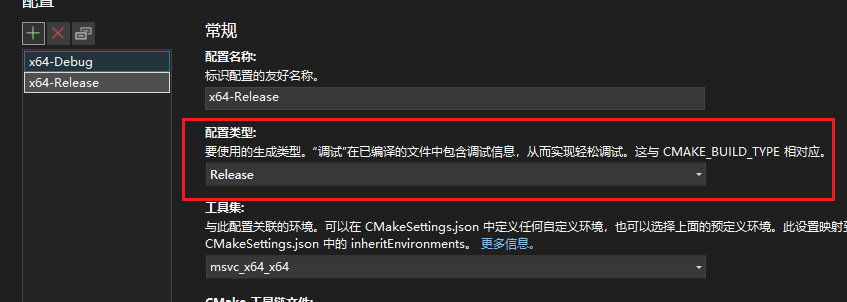 配置
常规
x64-Debug
x64-Release
配置名称:
标识配置的友好名称。
x64-Release
配置类型:
要使用的生成类型。“调试”在已编译的文件中包含调试信息，从而实现轻松调试。这与 CMAKE_BUILD_TYPE 相对应。
Release
工具集:
与此配置关联的环境。可以在 CMakeSettings.json 中定义任何自定义环境，也可以选择上面的预定义环境。此设置映射到
CMakeSettings.json 中的 inheritEnvironments。 更多信息。
msvc_x64_x64
CMake 工具链文件: